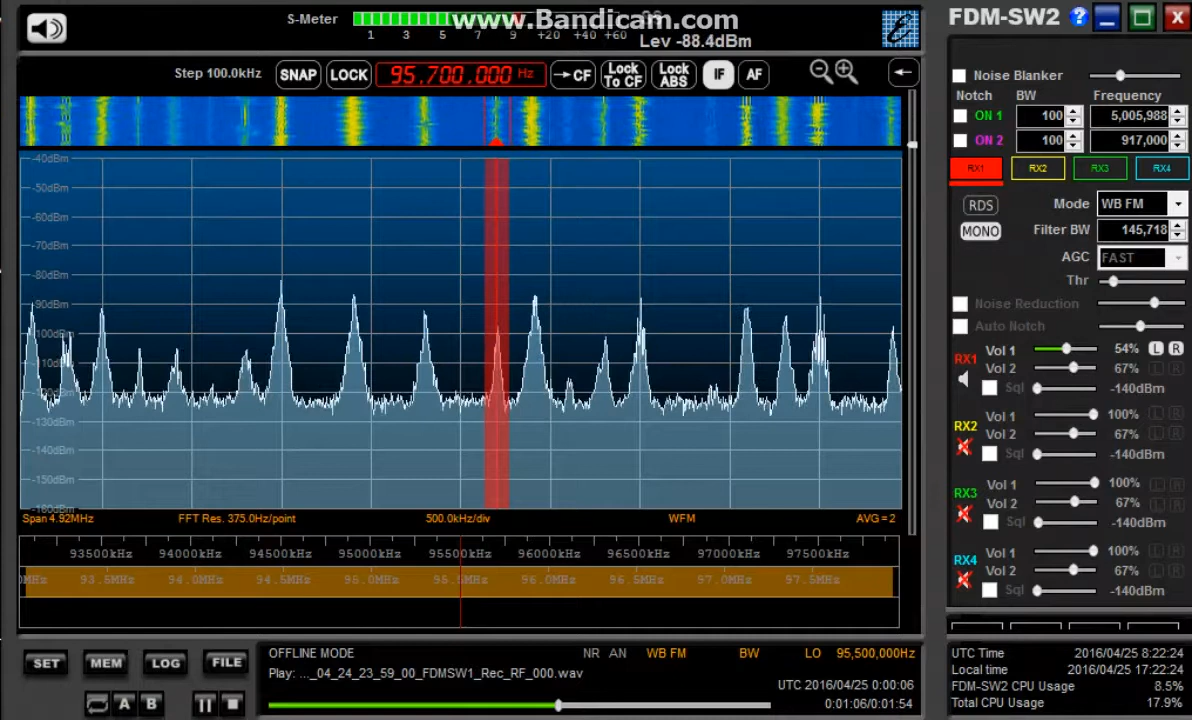 S-Meter
www.Bandicam.com
1 3 5 7 9 +20 +40 +60
Lev -88.4dBm
FDM-SW2
?
X
Step 100.0kHz
SNAP
LOCK
95.700.000 Hz
→CF
Lock To CF
Lock ABS
IF
AF
-40dBm
-50dBm
-60dBm
-70dBm
-80dBm
-90dBm
-100dBm
-110dBm
-120dBm
-130dBm
-140dBm
-150dBm
-160dBm
Span 4.92MHz
FFT Res. 375.0Hz/point
500.0kHz/div
WFM
AVG=2
93500kHz 94000kHz 94500kHz 95000kHz 95500kHz 96000kHz 96500kHz 97000kHz 97500kHz
0MHz 93.5MHz 94.0MHz 94.5MHz 95.0MHz 95.5MHz 96.0MHz 96.5MHz 97.0MHz 97.5MHz
SET
MEM
LOG
FILE
A
B
OFFLINE MODE
NR AN WB FM BW LO 95,500,000Hz
Play: ..._04_24_23_59_00_FDMSW1_Rec_RF_000.wav
UTC 2016/04/25 0:00:06
0:01:06/0:01:54
Noise Blanker
Notch BW Frequency
ON 1 100 5,005,988
ON 2 100 917,000
RX1 RX2 RX3 RX4
RDS
Mode WB FM
MONO
Filter BW 145,718
AGC FAST
Thr
Noise Reduction
Auto Notch
RX1
Vol 1 54% L R
Vol 2 67% L R
Sql -140dBm
RX2
Vol 1 100% L R
Vol 2 67% L R
Sql -140dBm
RX3
Vol 1 100% L R
Vol 2 67% L R
Sql -140dBm
RX4
Vol 1 100% L R
Vol 2 67% L R
Sql -140dBm
UTC Time 2016/04/25 8:22:24
Local time 2016/04/25 17:22:24
FDM-SW2 CPU Usage 8.5%
Total CPU Usage 17.9%